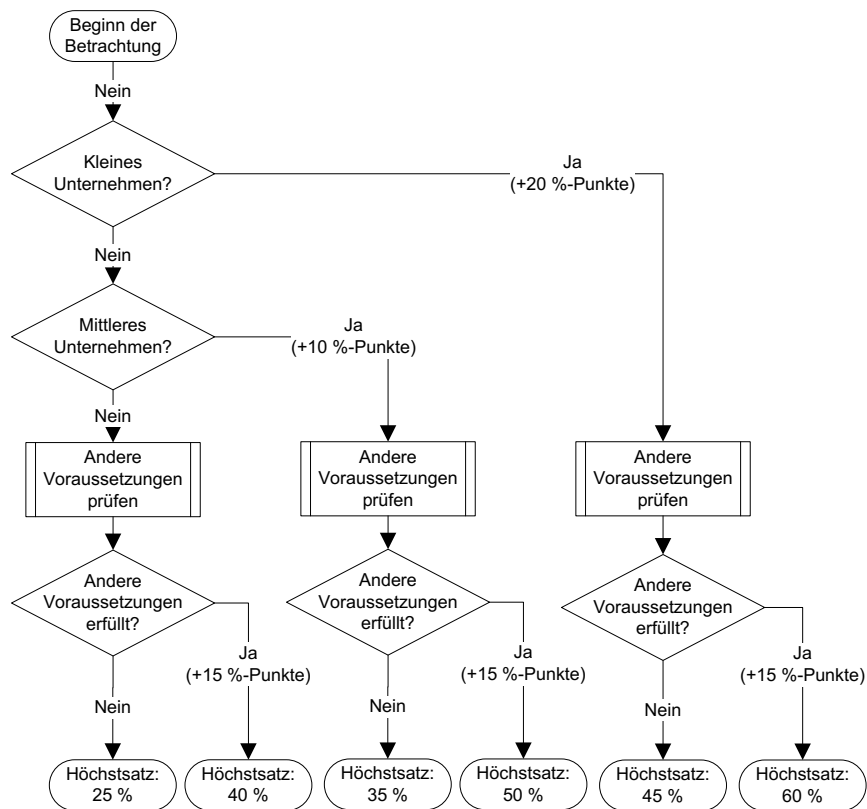 Beginn der
Betrachtung
Nein
Kleines
Unternehmen?
Ja
(+20 %-Punkte)
Nein
Mittleres
Unternehmen?
Ja
(+10 %-Punkte)
Nein
Andere
Voraussetzungen
prüfen
Andere
Voraussetzungen
prüfen
Andere
Voraussetzungen
prüfen
Andere
Voraussetzungen
erfüllt?
Andere
Voraussetzungen
erfüllt?
Andere
Voraussetzungen
erfüllt?
Ja
(+15 %-Punkte)
Ja
(+15 %-Punkte)
Ja
(+15 %-Punkte)
Nein
Nein
Nein
Höchstsatz:
25 %
Höchstsatz:
40 %
Höchstsatz:
35 %
Höchstsatz:
50 %
Höchstsatz:
45 %
Höchstsatz:
60 %